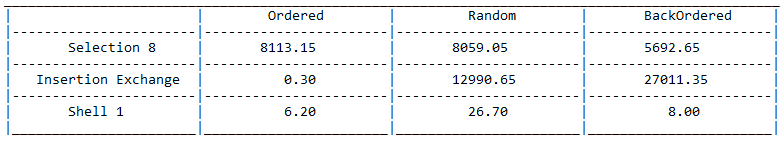 Ordered Random BackOrdered
Selection 8 8113.15 8059.05 5692.65
Insertion Exchange 0.30 12990.65 27011.35
Shell 1 6.20 26.70 8.00